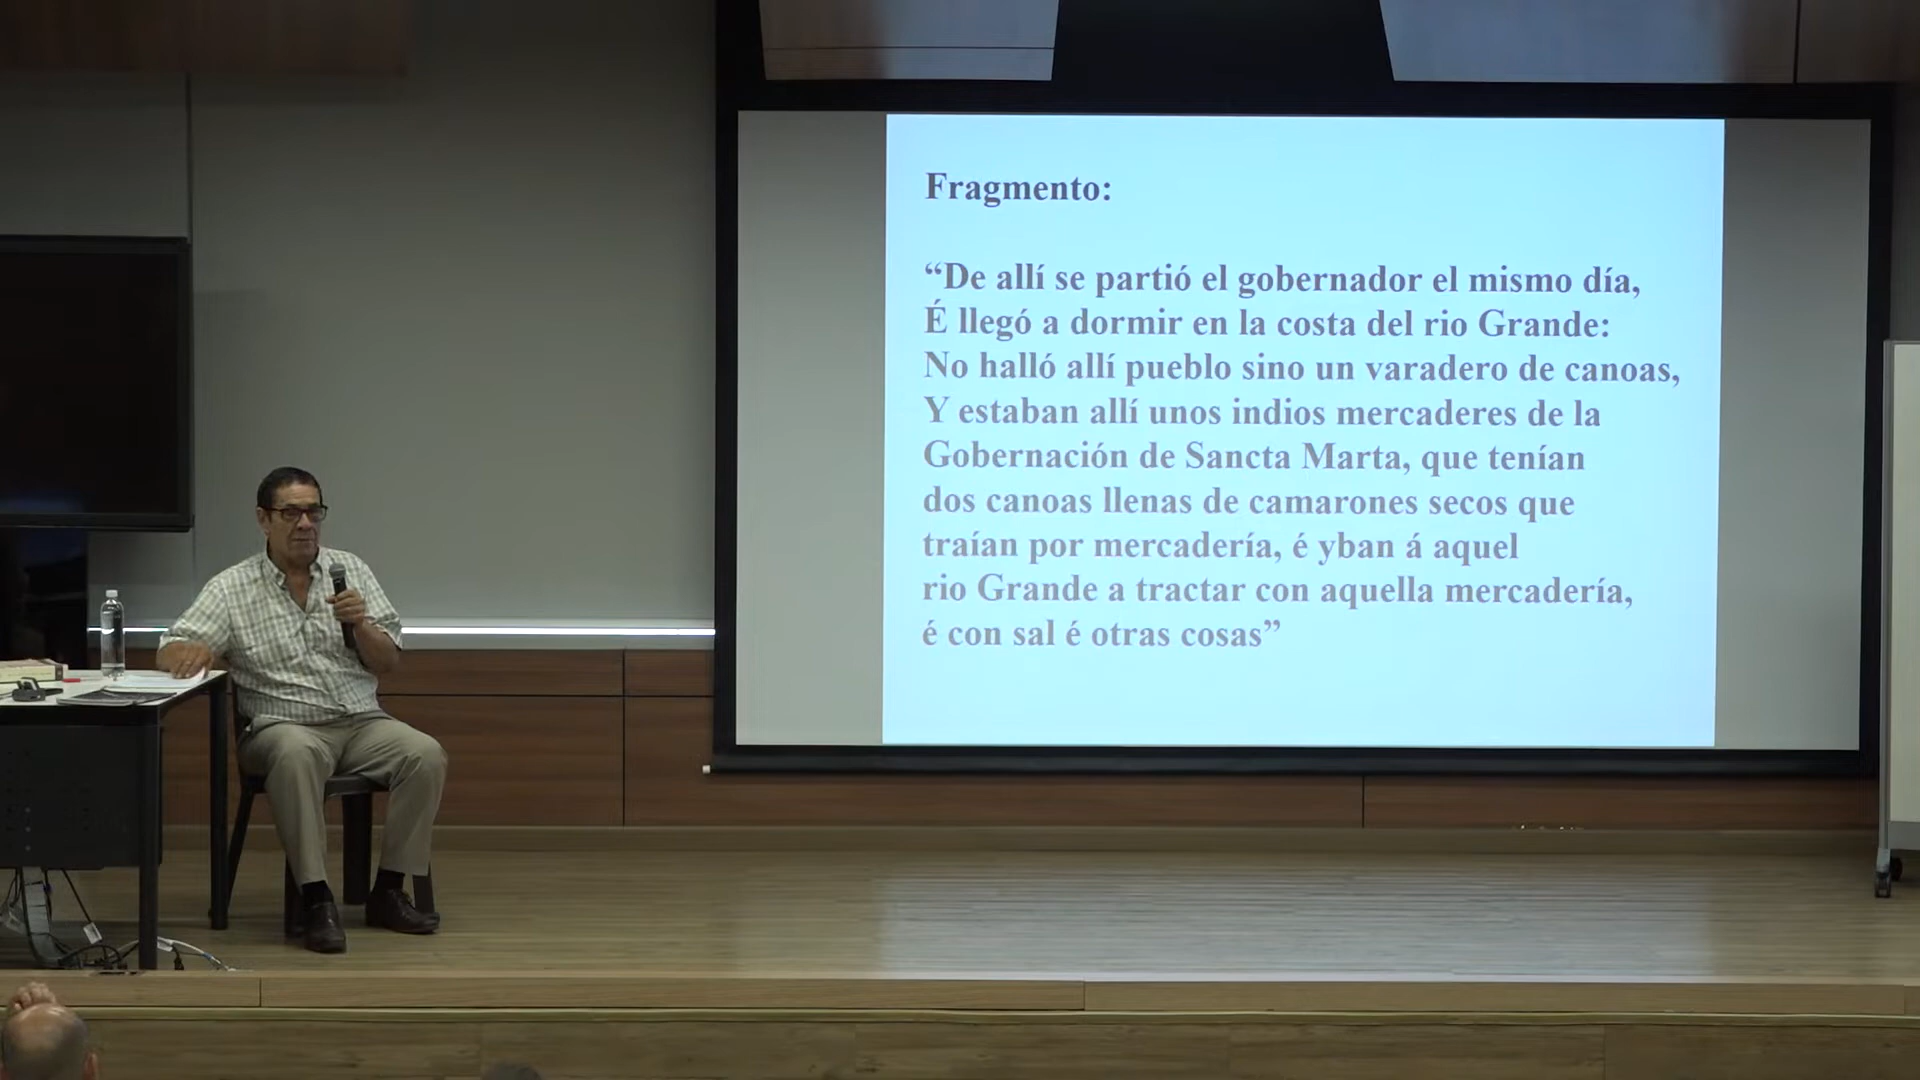 Fragmento:
“De allí se partió el gobernador el mismo día,
É llegó a dormir en la costa del rio Grande:
No halló allí pueblo sino un varadero de canoas,
Y estaban allí unos indios mercaderes de la
Gobernación de Sancta Marta, que tenían
dos canoas llenas de camarones secos que
traían por mercadería, é yban á aquel
rio Grande a tractar con aquella mercadería,
é con sal é otras cosas”